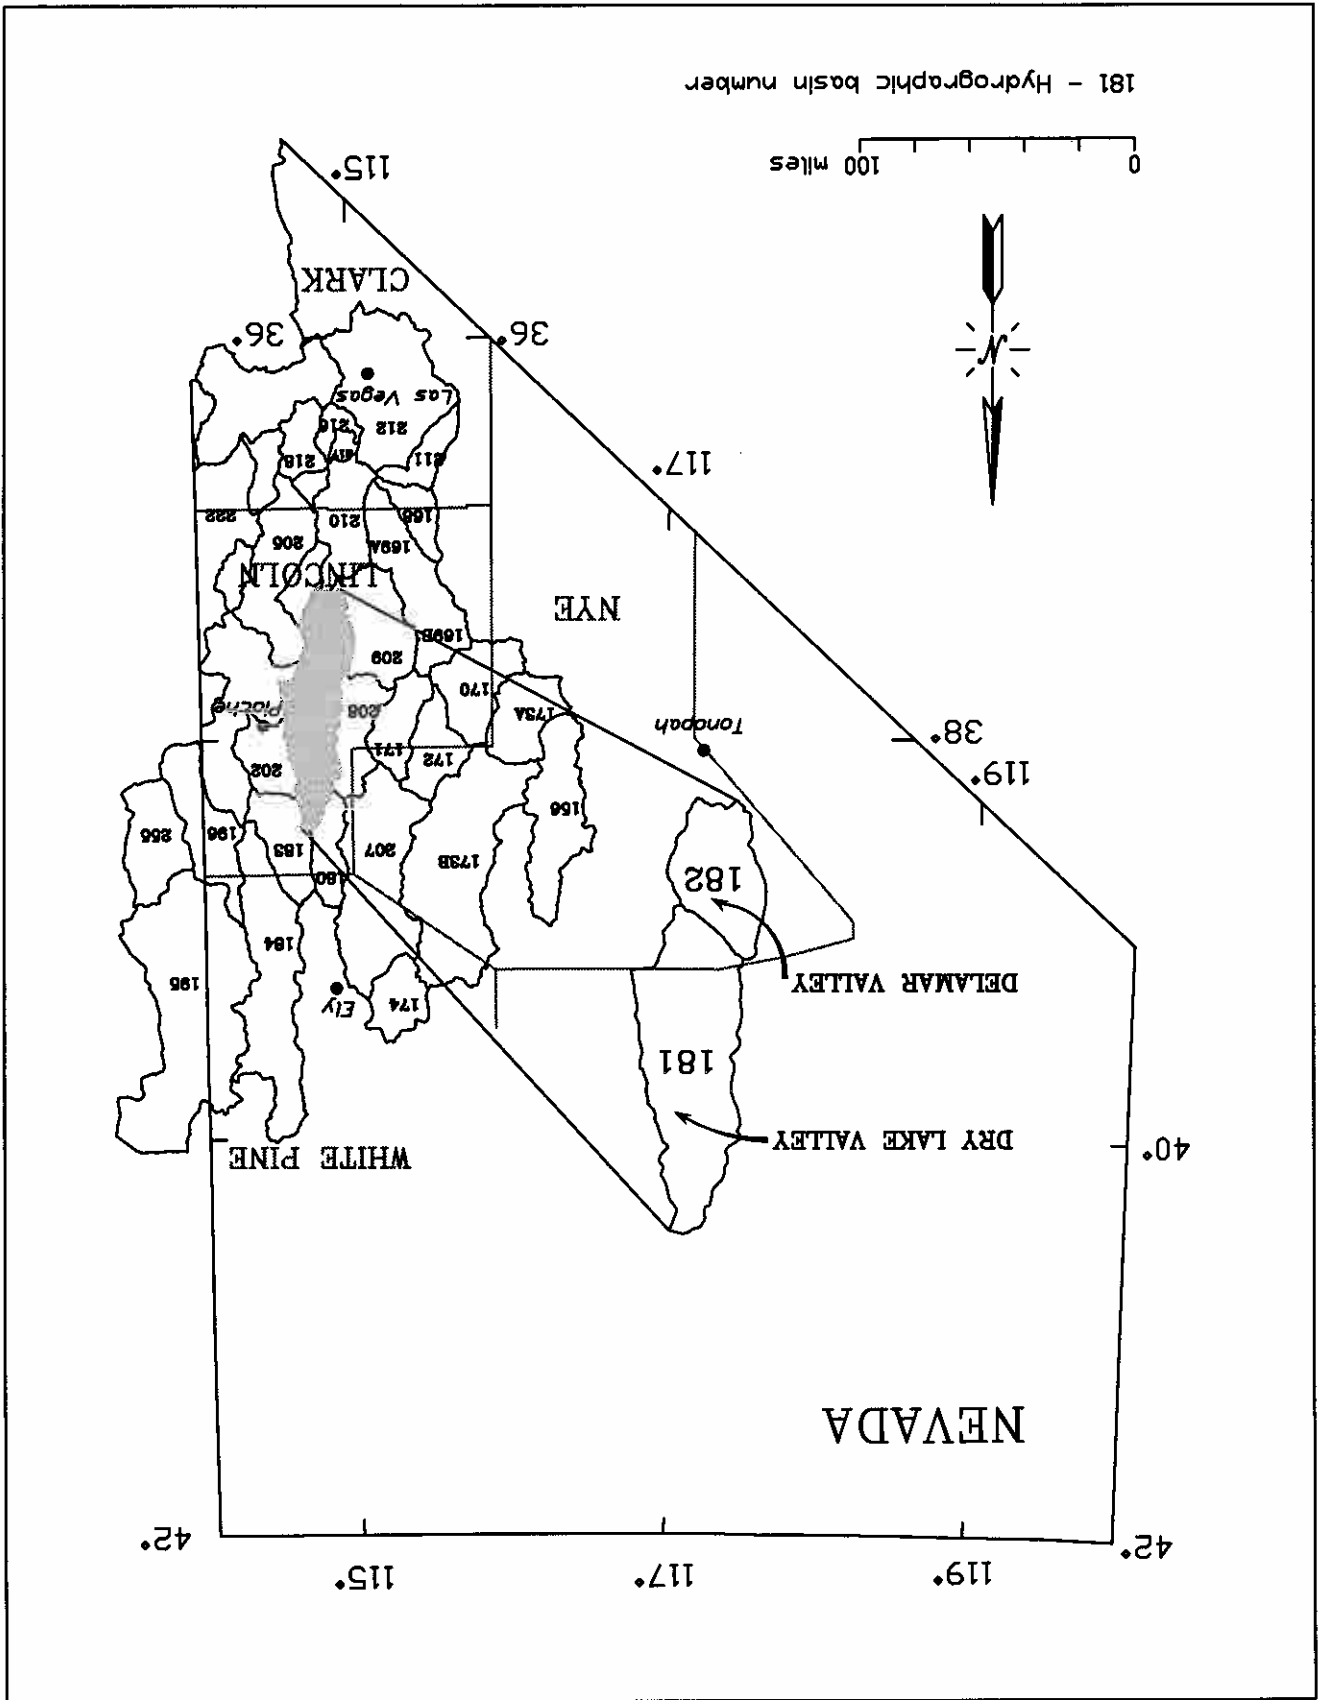 119° 117° 115°
42° 42°
NEVADA
40° DRY LAKE VALLEY WHITE PINE
181
174 Ely
DELAMAR VALLEY 195
184
182 180
173B 207 183 196 255
156
119° 202
172 171
38° Tonopah
173A 208 Pioche
170
209
169B
NYE
LINCOLN
169A 205
168 210 222
117° 211 217 218
212 216
Las Vegas
36° 36°
CLARK
115°
0 100 miles
181 - Hydrographic basin number
N